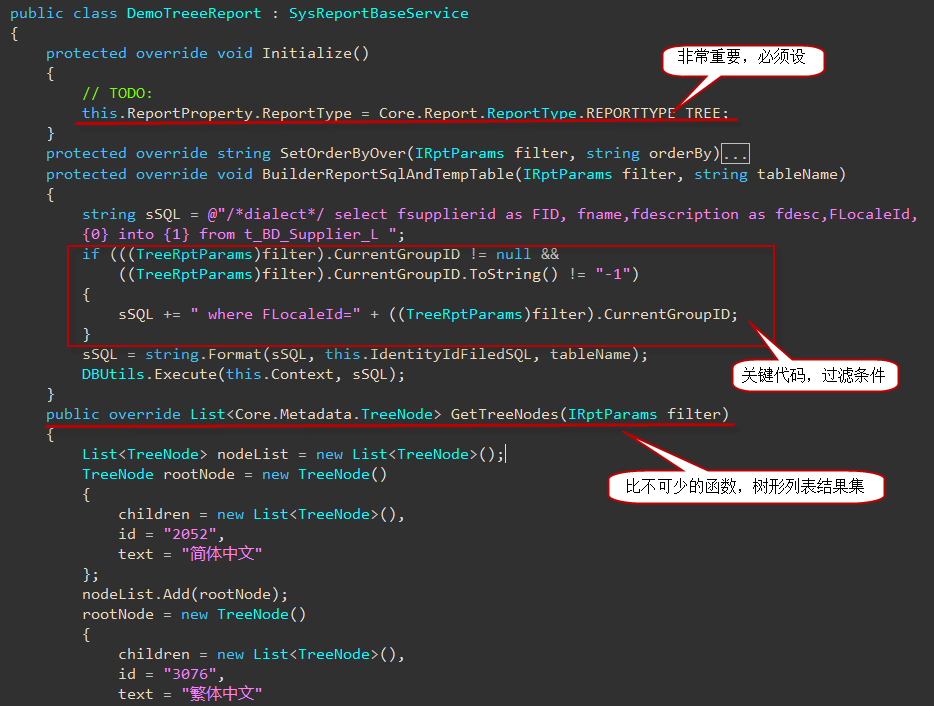 public class DemoTreeeReport : SysReportBaseService
{
protected override void Initialize()
{
非常重要，必须设
// TODO:
this.ReportProperty.ReportType = Core.Report.ReportType.REPORTTYPE_TREE;
}
protected override string SetOrderByOver(IRptParams filter, string orderBy)...
protected override void BuilderReportSqlAndTempTable(IRptParams filter, string tableName)
{
string sSQL = @"/*dialect*/ select fsupplierid as FID, fname,fdescription as fdesc,FLocaleId,
{0} into {1} from t_BD_Supplier_L ";
if (((TreeRptParams)filter).CurrentGroupID != null &&
((TreeRptParams)filter).CurrentGroupID.ToString() != "-1")
{
sSQL += " where FLocaleId=" + ((TreeRptParams)filter).CurrentGroupID;
}
sSQL = string.Format(sSQL, this.IdentityIdFiledSQL, tableName);
DBUtils.Execute(this.Context, sSQL);
关键代码，过滤条件
}
public override List<Core.Metadata.TreeNode> GetTreeNodes(IRptParams filter)
{
List<TreeNode> nodeList = new List<TreeNode>();
TreeNode rootNode = new TreeNode()
比不可少的函数，树形列表结果集
{
children = new List<TreeNode>(),
id = "2052",
text = "简体中文"
};
nodeList.Add(rootNode);
rootNode = new TreeNode()
{
children = new List<TreeNode>(),
id = "3076",
text = "繁体中文"